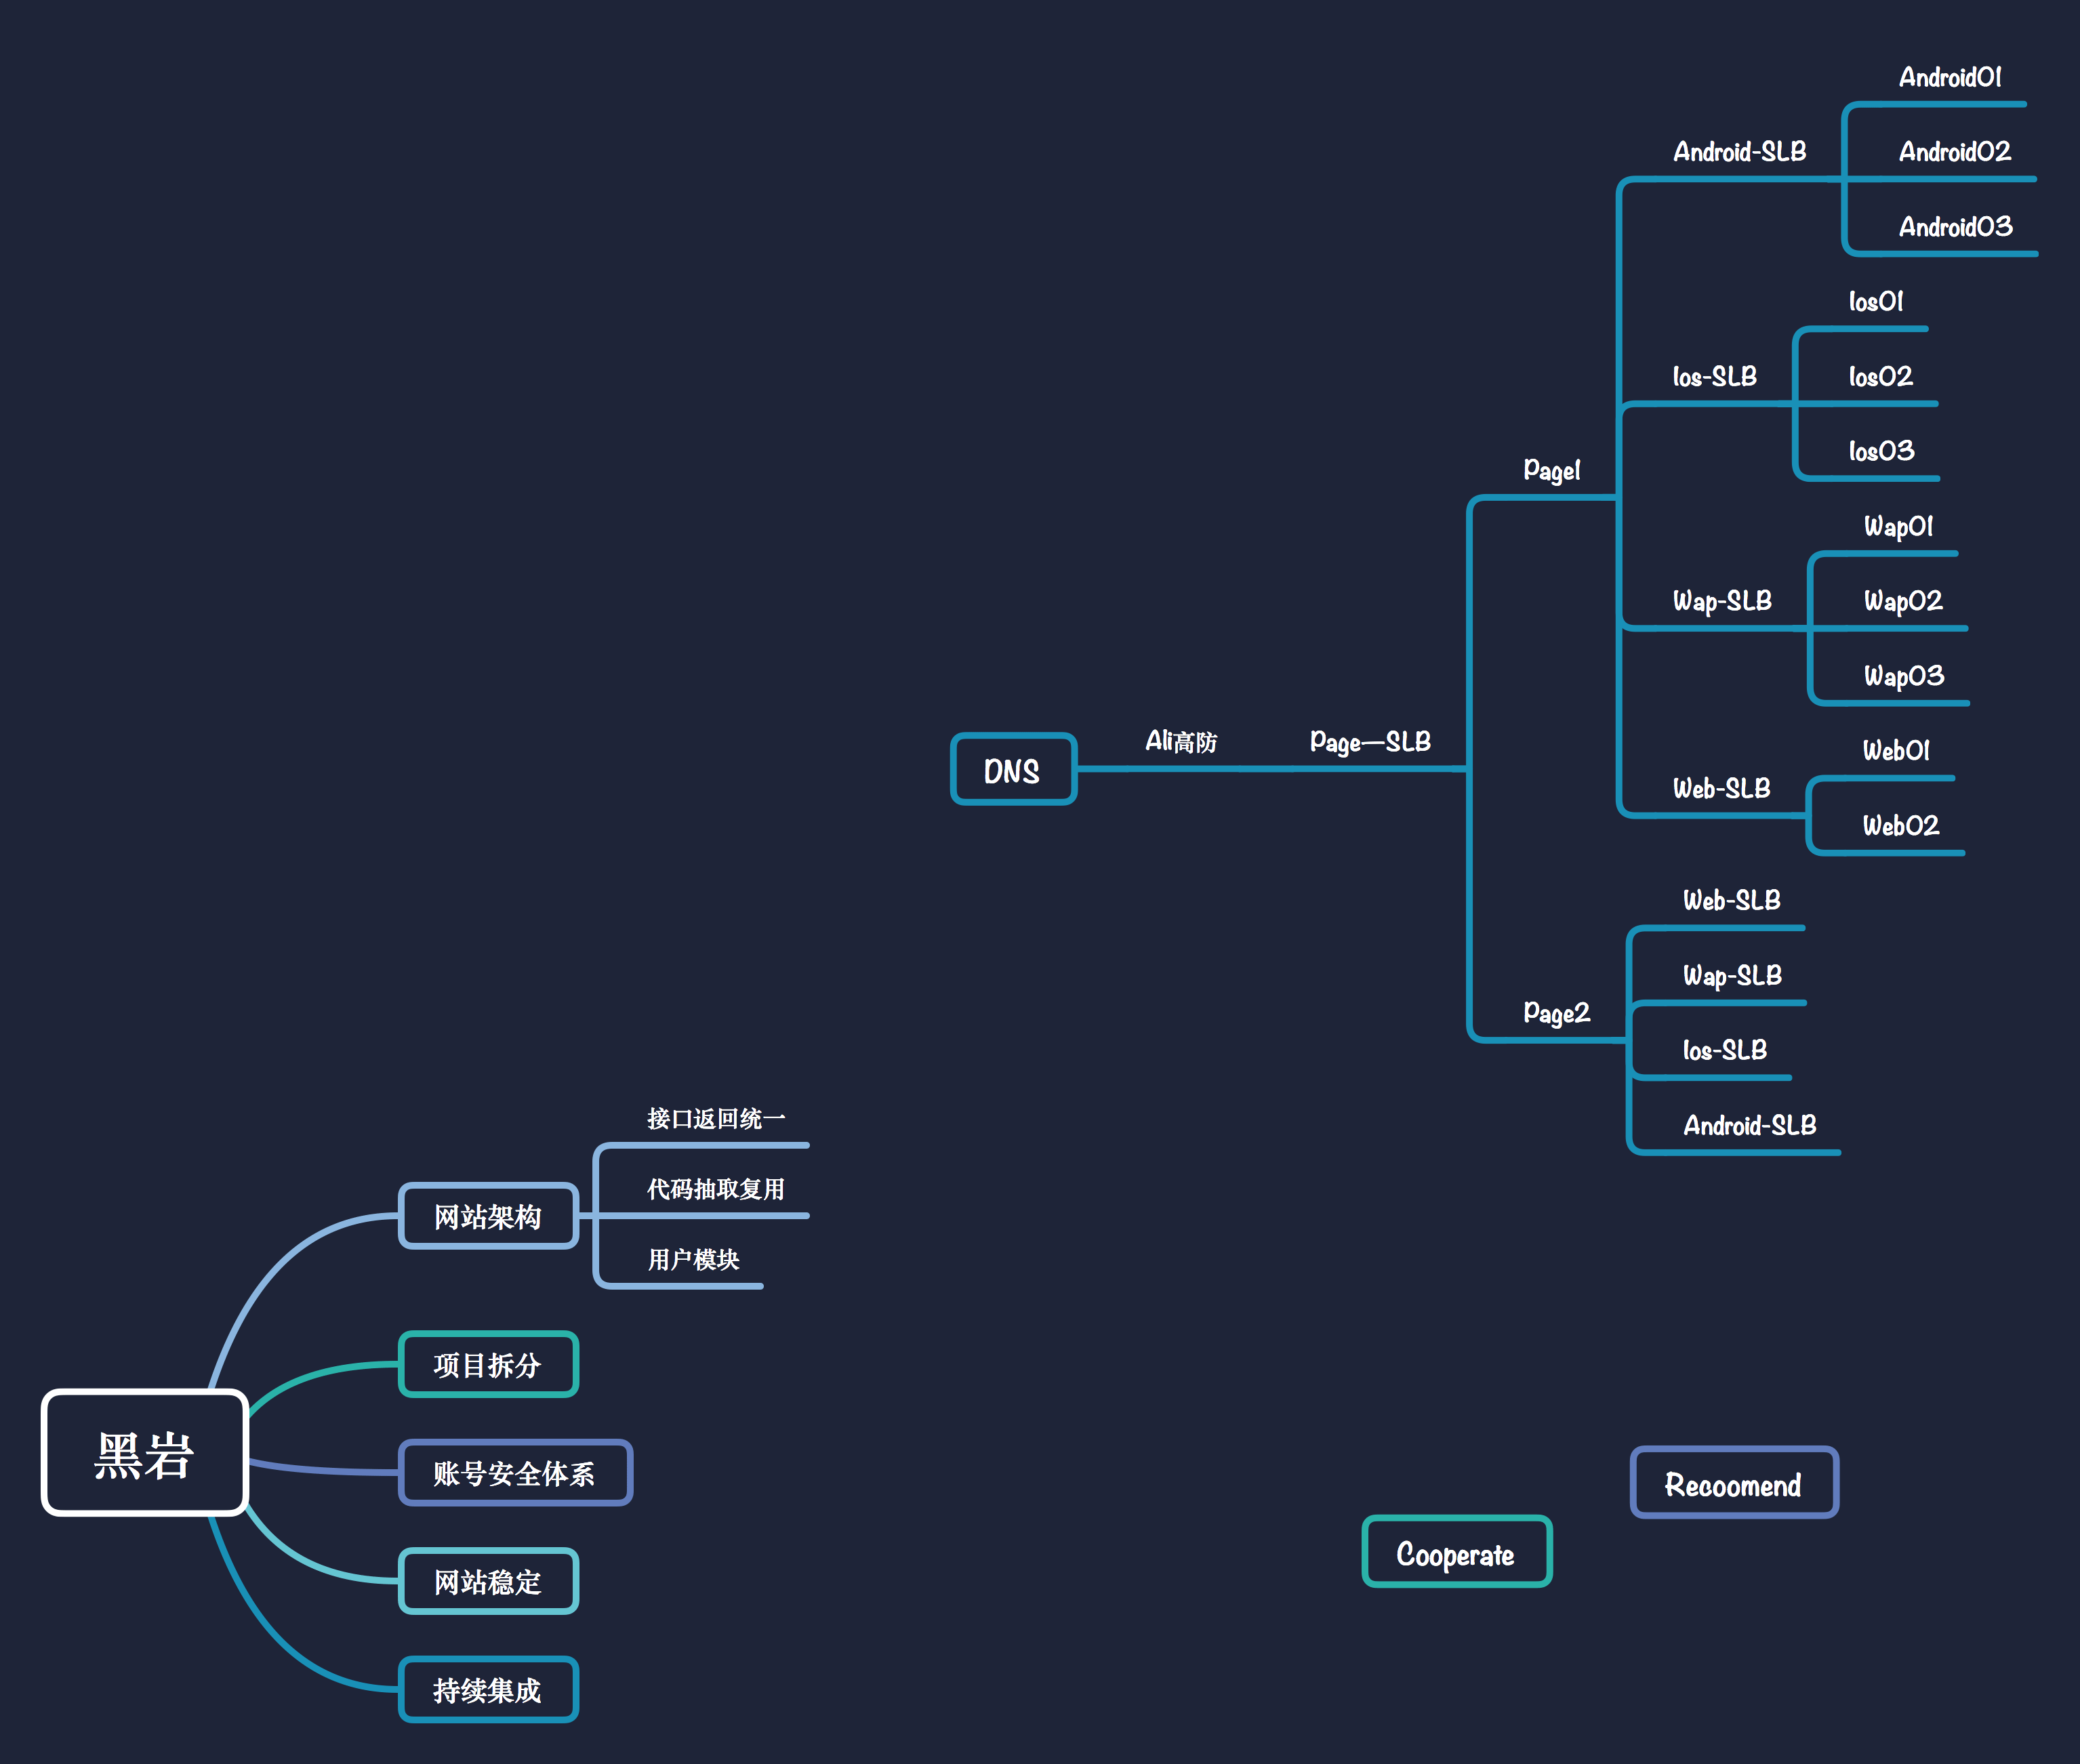 Android01
Android-SLB
Android02
Android03
Ios01
Ios-SLB
Ios02
Ios03
Page1
Wap01
Wap-SLB
Wap02
Wap03
DNS
Ali高防
Page—SLB
Web01
Web-SLB
Web02
Web-SLB
Wap-SLB
Page2
Ios-SLB
Android-SLB
接口返回统一
网站架构
代码抽取复用
用户模块
项目拆分
黑岩
账号安全体系
网站稳定
持续集成
Recoomend
Cooperate